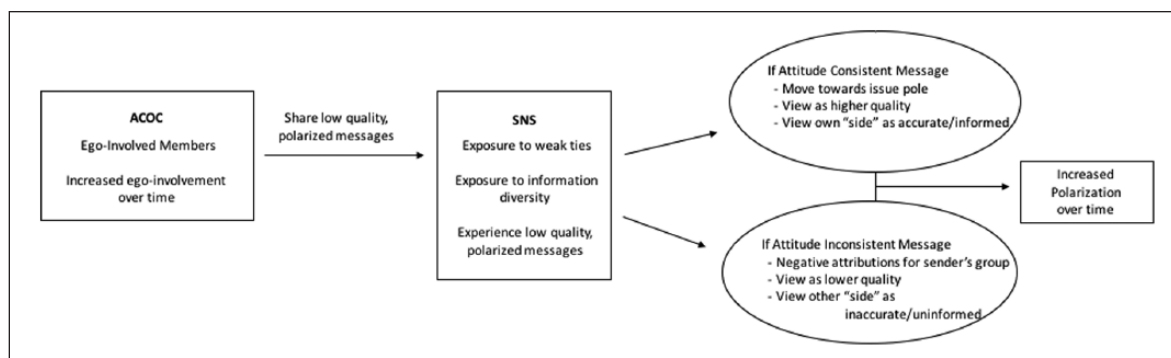 ACOC
Ego-Involved Members
Increased ego-involvement
over time
Share low quality,
polarized messages
SNS
Exposure to weak ties
Exposure to information
diversity
Experience low quality,
polarized messages
If Attitude Consistent Message
- Move towards issue pole
- View as higher quality
- View own “side” as accurate/informed
If Attitude Inconsistent Message
- Negative attributions for sender’s group
- View as lower quality
- View other “side” as
inaccurate/uninformed
Increased
Polarization
over time